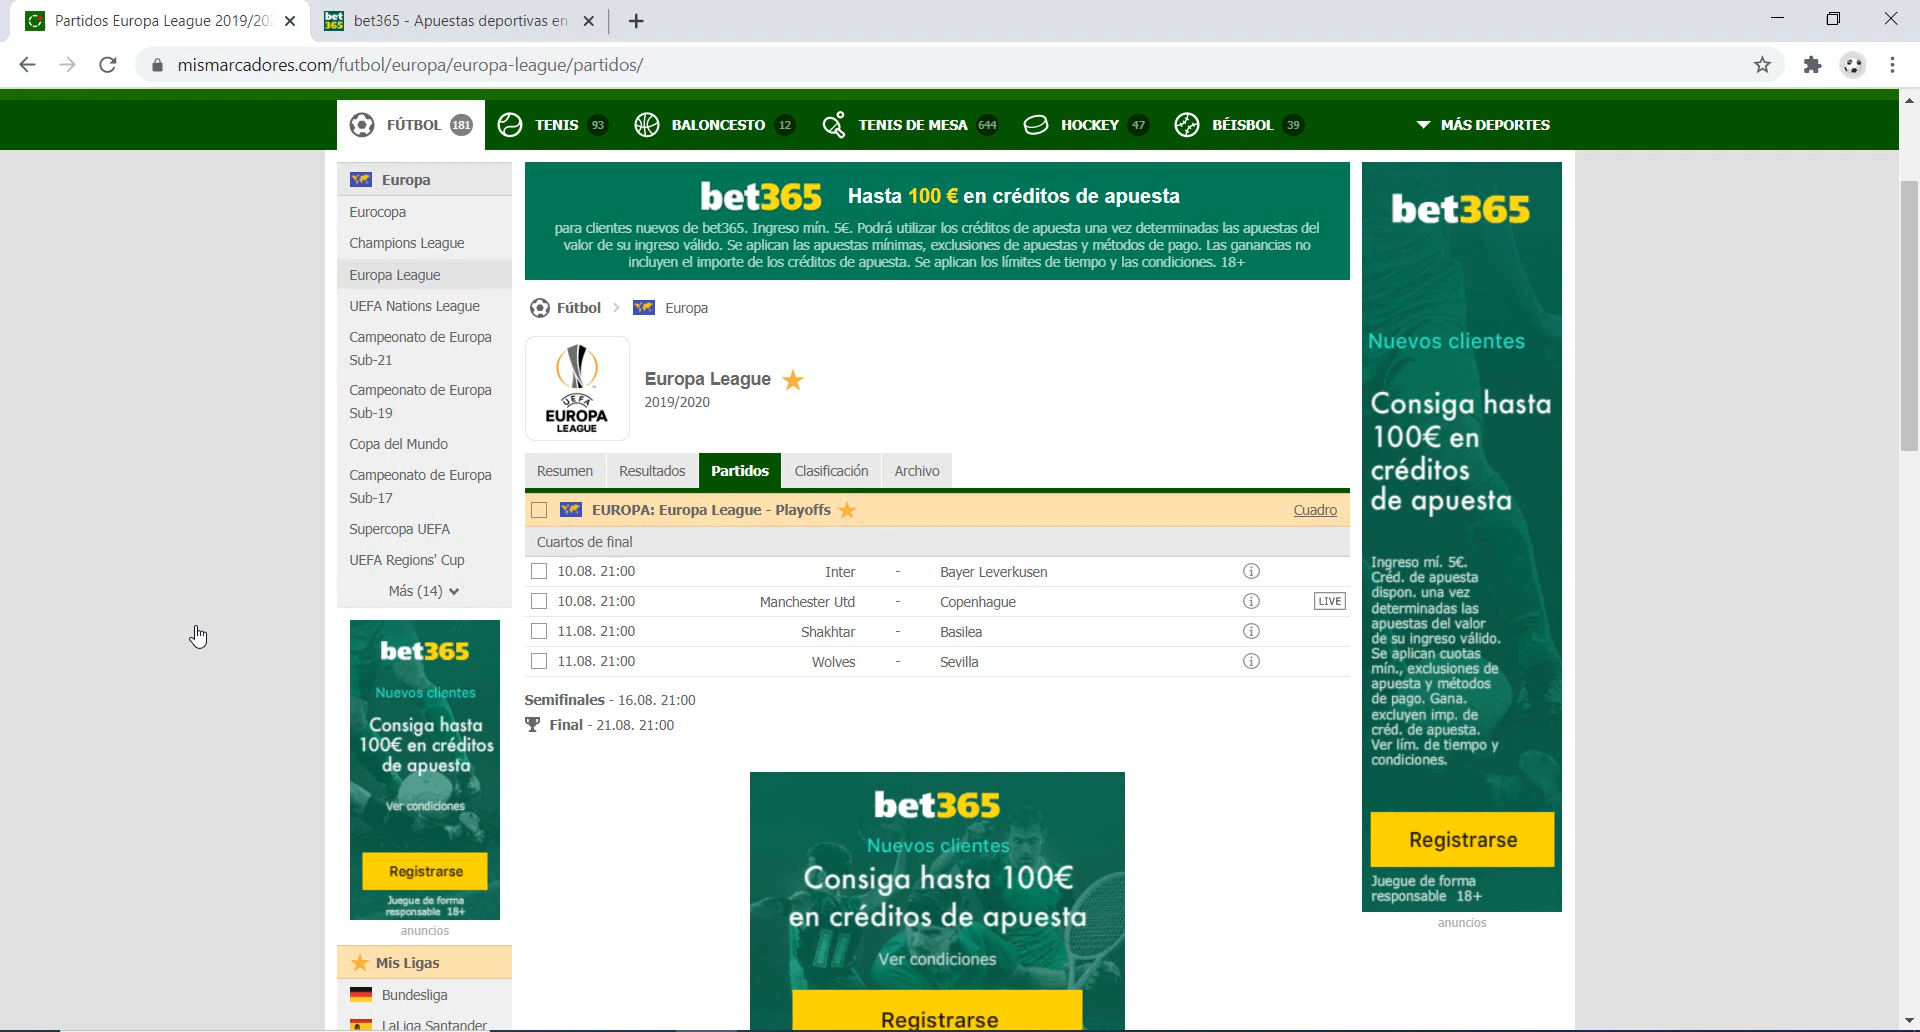 Partidos Europa League 2019/20
bet365 - Apuestas deportivas en
mismarcadores.com/futbol/europa/europa-league/partidos/
FÚTBOL 181
TENIS 93
BALONCESTO 12
TENIS DE MESA 644
HOCKEY 47
BÉISBOL 39
MÁS DEPORTES
Europa
Eurocopa
Champions League
Europa League
UEFA Nations League
Campeonato de Europa
Sub-21
Campeonato de Europa
Sub-19
Copa del Mundo
Campeonato de Europa
Sub-17
Supercopa UEFA
UEFA Regions' Cup
Más (14)
bet365
Nuevos clientes
Consiga hasta
100€ en créditos
de apuesta
Ver condiciones
Registrarse
Juegue de forma
responsable 18+
anuncios
Mis Ligas
Bundesliga
LaLiga Santander
bet365 Hasta 100 € en créditos de apuesta
para clientes nuevos de bet365. Ingreso mín. 5€. Podrá utilizar los créditos de apuesta una vez determinadas las apuestas del
valor de su ingreso válido. Se aplican las apuestas mínimas, exclusiones de apuestas y métodos de pago. Las ganancias no
incluyen el importe de los créditos de apuesta. Se aplican los límites de tiempo y las condiciones. 18+
Fútbol Europa
UEFA
EUROPA
LEAGUE
Europa League
2019/2020
Resumen Resultados Partidos Clasificación Archivo
EUROPA: Europa League - Playoffs Cuadro
Cuartos de final
10.08. 21:00 Inter - Bayer Leverkusen
10.08. 21:00 Manchester Utd - Copenhague LIVE
11.08. 21:00 Shakhtar - Basilea
11.08. 21:00 Wolves - Sevilla
Semifinales - 16.08. 21:00
Final - 21.08. 21:00
bet365
Nuevos clientes
Consiga hasta 100€
en créditos de apuesta
Ver condiciones
Registrarse
bet365
Nuevos clientes
Consiga hasta
100€ en
créditos
de apuesta
Ingreso mí. 5€.
Créd. de apuesta
dispon. una vez
determinadas las
apuestas del valor
de su ingreso válido.
Se aplican cuotas
mín., exclusiones de
apuesta y métodos
de pago. Gana.
excluyen imp. de
créd. de apuesta.
Ver lím. de tiempo y
condiciones.
Registrarse
Juegue de forma
responsable 18+
anuncios